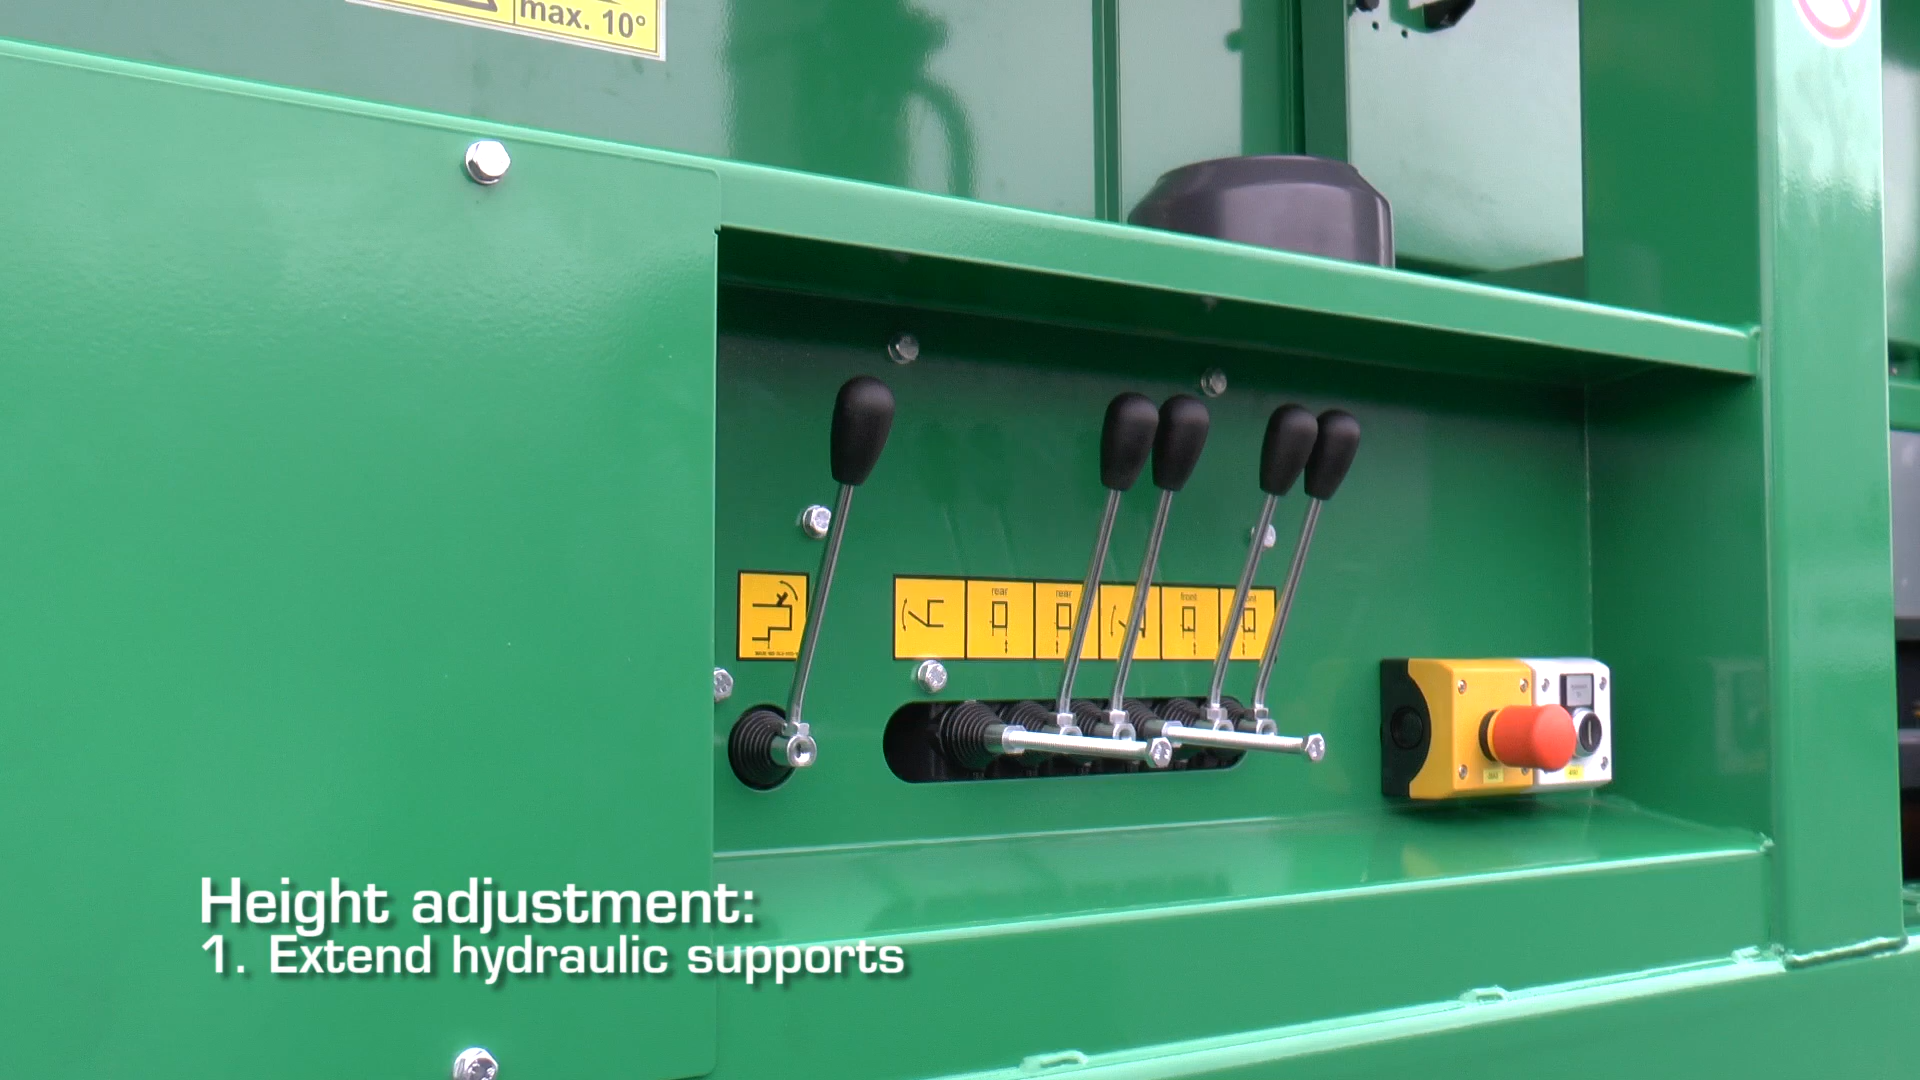 max. 10°
rear
rear
front
Height adjustment:
1. Extend hydraulic supports